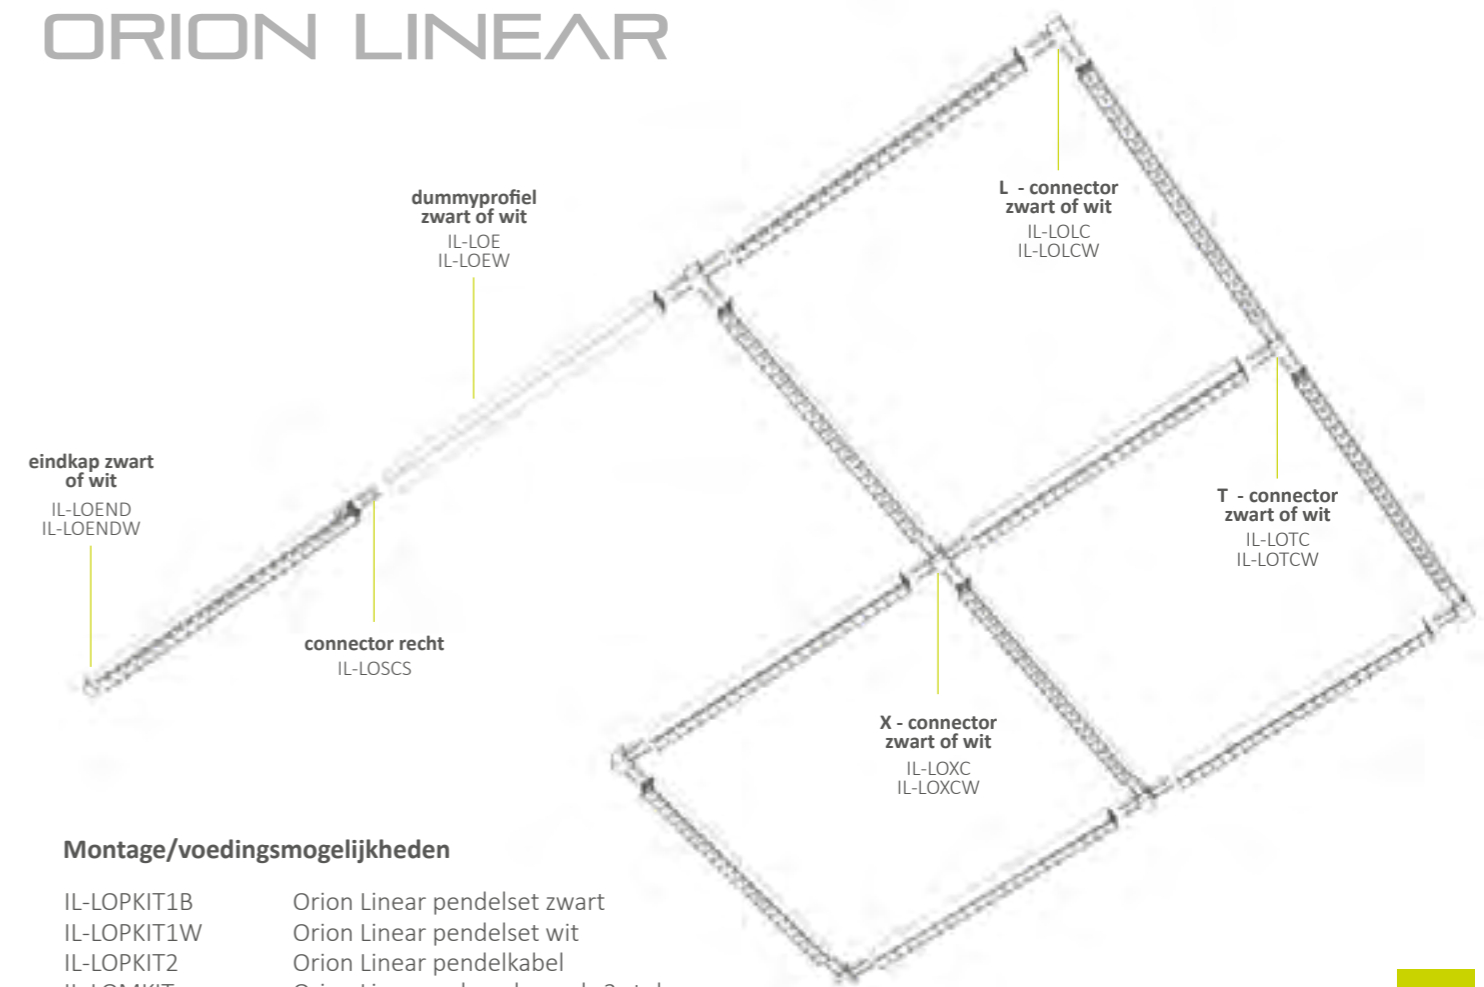 ORION LINEAR
dummyprofiel
zwart of wit
IL-LOE
IL-LOEW
L - connector
zwart of wit
IL-LOLC
IL-LOLCW
eindkap zwart
of wit
IL-LOEND
IL-LOENDW
T - connector
zwart of wit
IL-LOTC
IL-LOTCW
connector recht
IL-LOSCS
X - connector
zwart of wit
IL-LOXC
IL-LOXCW
Montage/voedingsmogelijkheden
IL-LOPKIT1B Orion Linear pendelset zwart
IL-LOPKIT1W Orion Linear pendelset wit
IL-LOPKIT2 Orion Linear pendelkabel